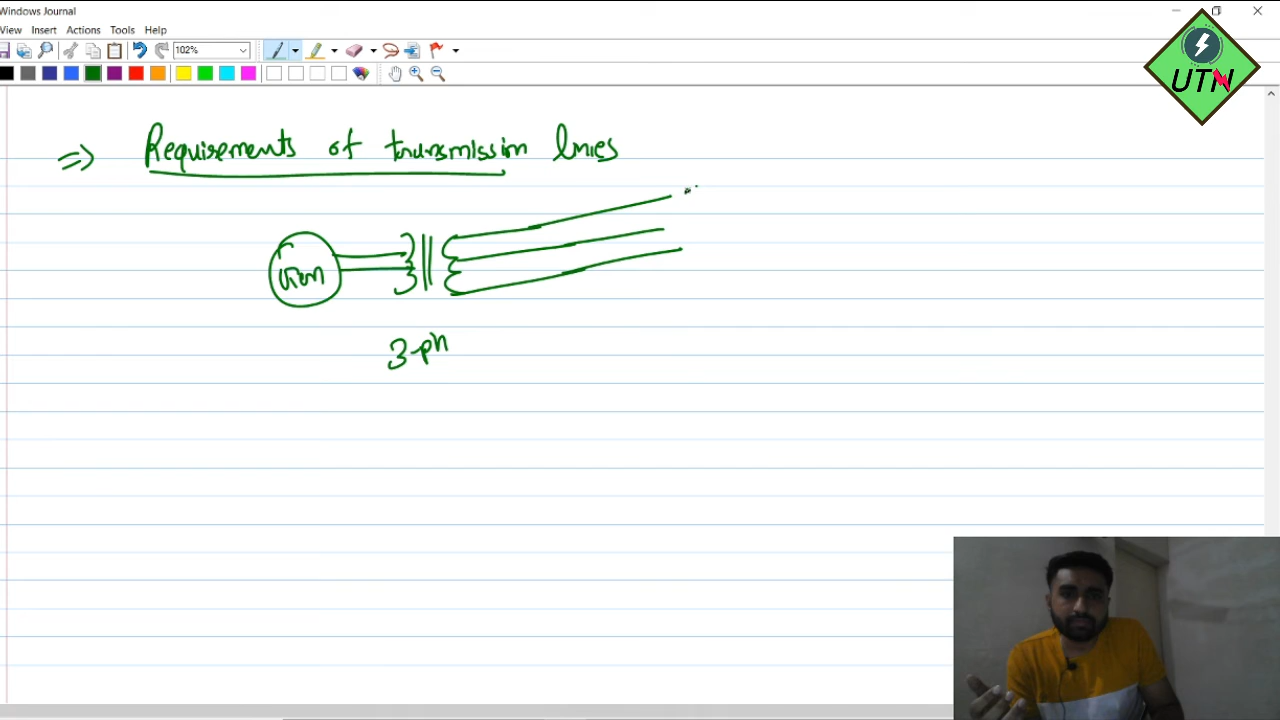 Windows Journal
View Insert Actions Tools Help
102%
UTN
=> Requirements of transmission lines
Gen
3-ph